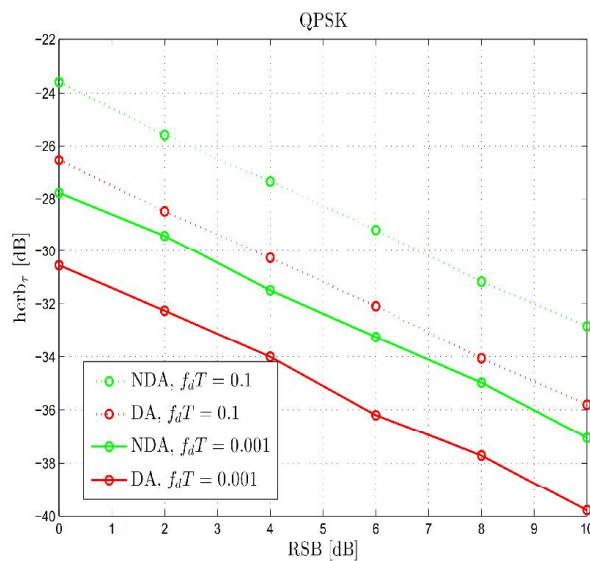 QPSK
−22
−24
−26
−28
−30
−32
−34
−36
−38
−40
hcrbτ [dB]
NDA, f_dT = 0.1
DA, f_dT = 0.1
NDA, f_dT = 0.001
DA, f_dT = 0.001
0 1 2 3 4 5 6 7 8 9 10
RSB [dB]